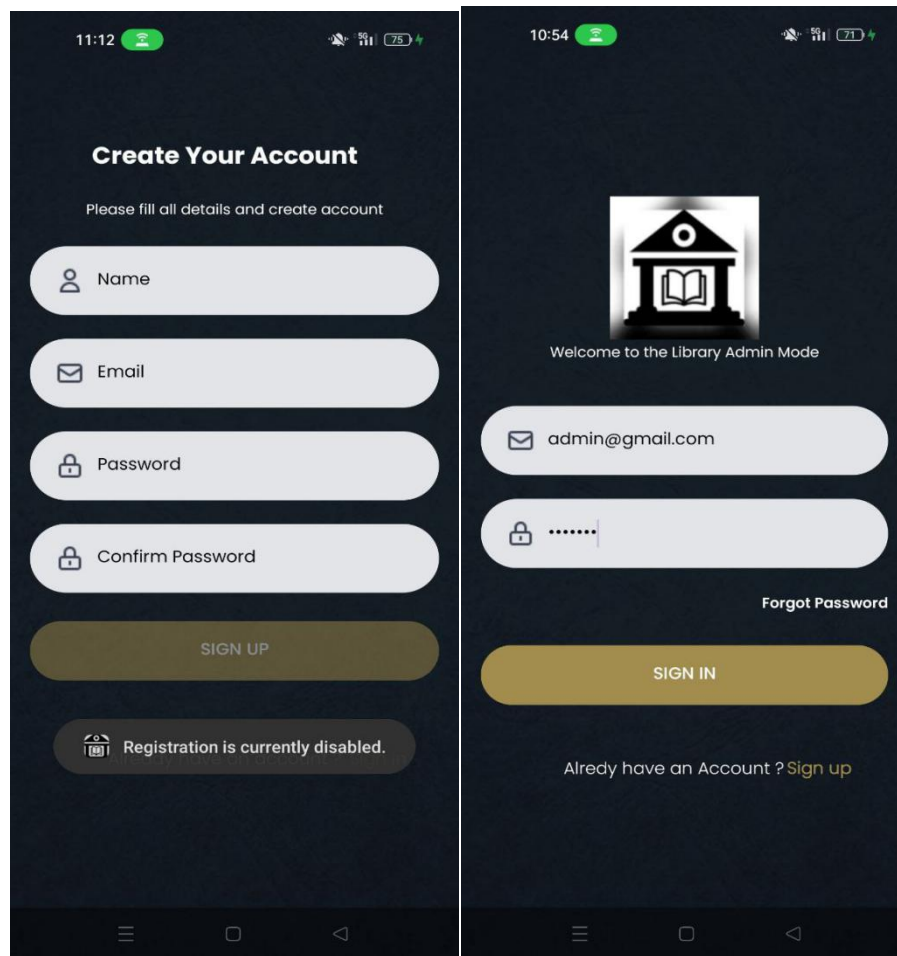 11:12
5G
75
Create Your Account
Please fill all details and create account
Name
Email
Password
Confirm Password
SIGN UP
Registration is currently disabled.
10:54
5G
71
Welcome to the Library Admin Mode
admin@gmail.com
•••••••
Forgot Password
SIGN IN
Alredy have an Account ? Sign up